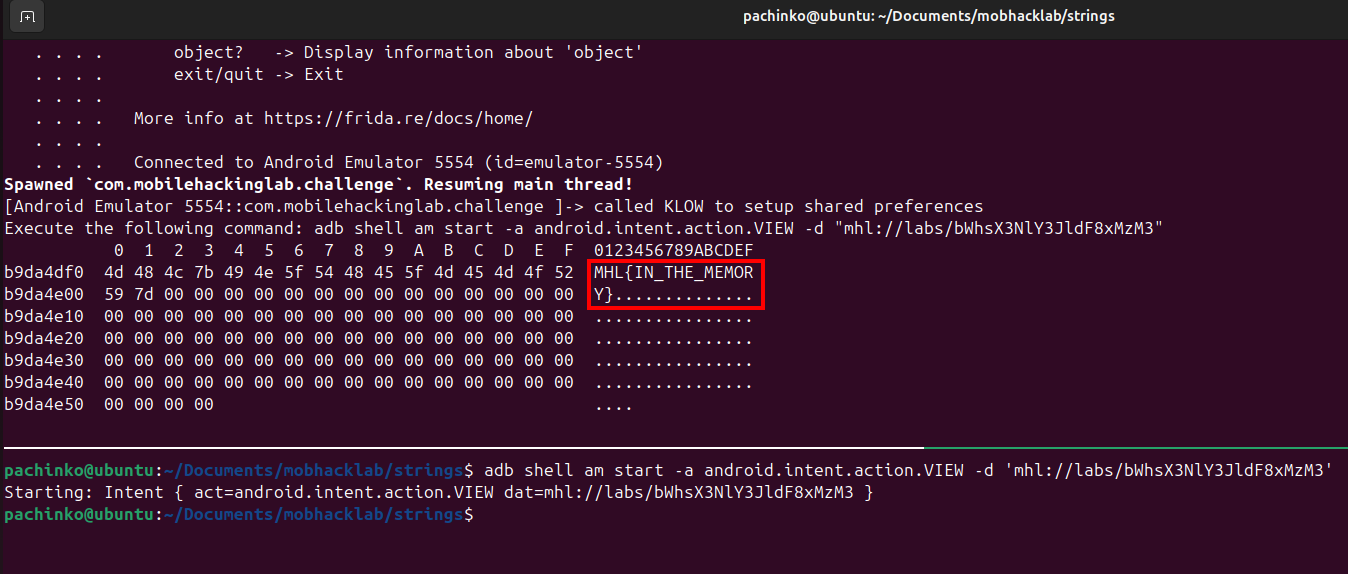 pachinko@ubuntu: ~/Documents/mobhacklab/strings
. . . .       object?   -> Display information about 'object'
. . . .       exit/quit -> Exit
. . . .
. . . .   More info at https://frida.re/docs/home/
. . . .
. . . .   Connected to Android Emulator 5554 (id=emulator-5554)
Spawned `com.mobilehackinglab.challenge`. Resuming main thread!
[Android Emulator 5554::com.mobilehackinglab.challenge ]-> called KLOW to setup shared preferences
Execute the following command: adb shell am start -a android.intent.action.VIEW -d "mhl://labs/bWhsX3NlY3JldF8xMzM3"
           0  1  2  3  4  5  6  7  8  9  A  B  C  D  E  F  0123456789ABCDEF
b9da4df0  4d 48 4c 7b 49 4e 5f 54 48 45 5f 4d 45 4d 4f 52  MHL{IN_THE_MEMOR
b9da4e00  59 7d 00 00 00 00 00 00 00 00 00 00 00 00 00 00  Y}..............
b9da4e10  00 00 00 00 00 00 00 00 00 00 00 00 00 00 00 00  ................
b9da4e20  00 00 00 00 00 00 00 00 00 00 00 00 00 00 00 00  ................
b9da4e30  00 00 00 00 00 00 00 00 00 00 00 00 00 00 00 00  ................
b9da4e40  00 00 00 00 00 00 00 00 00 00 00 00 00 00 00 00  ................
b9da4e50  00 00 00 00                                      ....
pachinko@ubuntu:~/Documents/mobhacklab/strings$ adb shell am start -a android.intent.action.VIEW -d 'mhl://labs/bWhsX3NlY3JldF8xMzM3'
Starting: Intent { act=android.intent.action.VIEW dat=mhl://labs/bWhsX3NlY3JldF8xMzM3 }
pachinko@ubuntu:~/Documents/mobhacklab/strings$